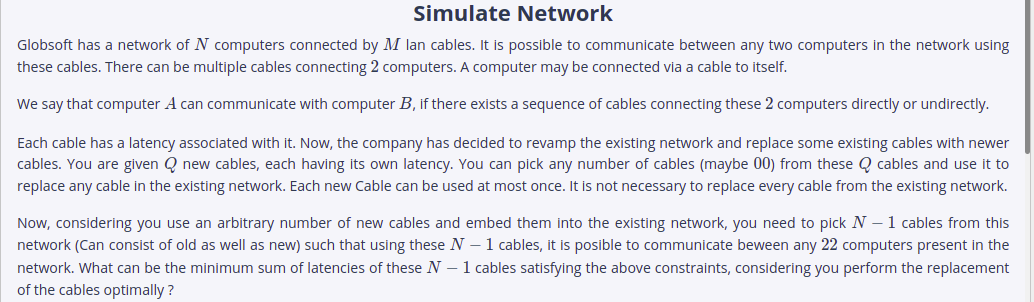 Simulate Network
Globsoft has a network of N computers connected by M lan cables. It is possible to communicate between any two computers in the network using
these cables. There can be multiple cables connecting 2 computers. A computer may be connected via a cable to itself.
We say that computer A can communicate with computer B, if there exists a sequence of cables connecting these 2 computers directly or undirectly.
Each cable has a latency associated with it. Now, the company has decided to revamp the existing network and replace some existing cables with newer
cables. You are given Q new cables, each having its own latency. You can pick any number of cables (maybe 00) from these Q cables and use it to
replace any cable in the existing network. Each new Cable can be used at most once. It is not necessary to replace every cable from the existing network.
Now, considering you use an arbitrary number of new cables and embed them into the existing network, you need to pick N − 1 cables from this
network (Can consist of old as well as new) such that using these N − 1 cables, it is posible to communicate beween any 22 computers present in the
network. What can be the minimum sum of latencies of these N − 1 cables satisfying the above constraints, considering you perform the replacement
of the cables optimally ?